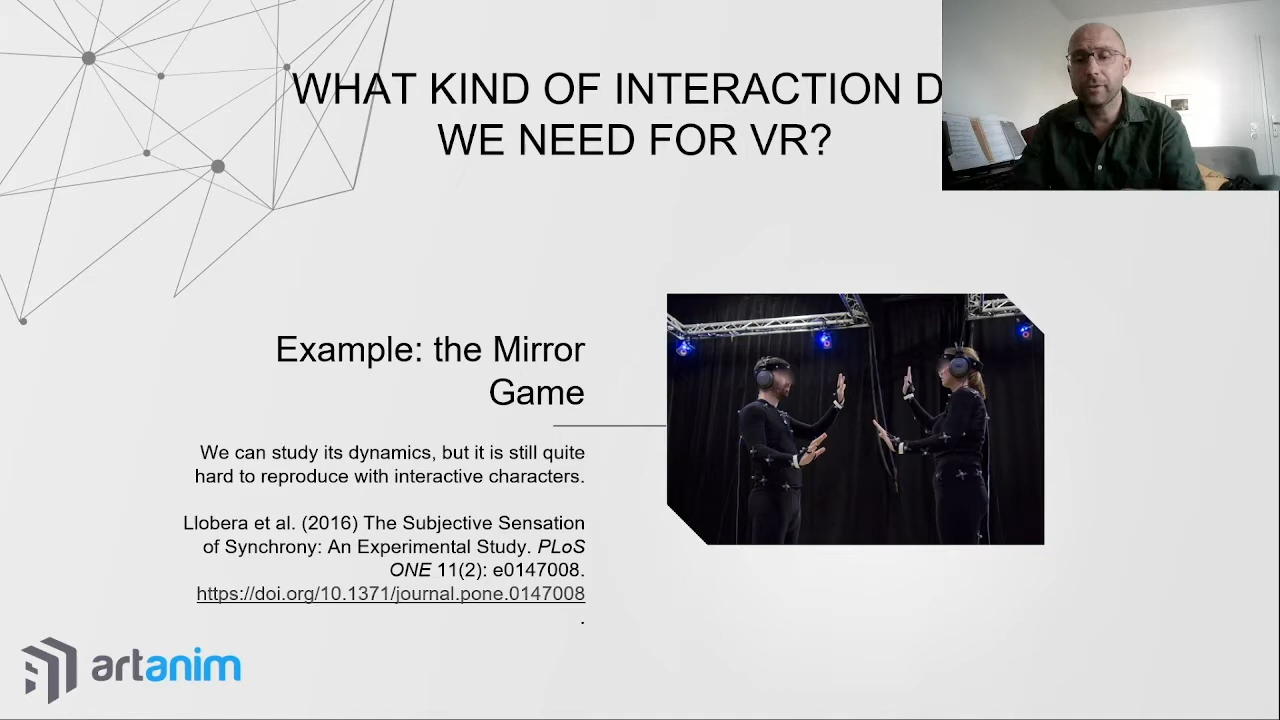 WHAT KIND OF INTERACTION D
WE NEED FOR VR?
Example: the Mirror
Game
We can study its dynamics, but it is still quite
hard to reproduce with interactive characters.
Llobera et al. (2016) The Subjective Sensation
of Synchrony: An Experimental Study. PLoS
ONE 11(2): e0147008.
https://doi.org/10.1371/journal.pone.0147008
.
artanim